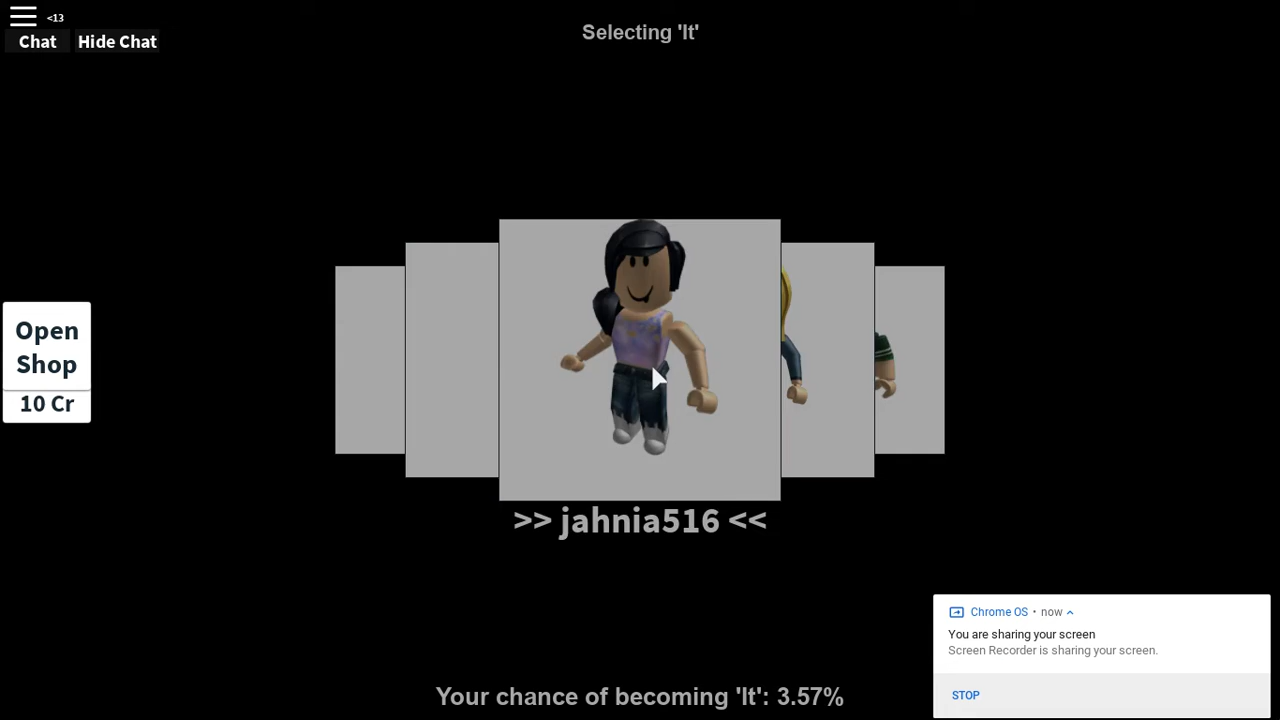 <13
Chat Hide Chat
Selecting 'It'
Open
Shop
10 Cr
>> jahnia516 <<
Chrome OS • now
You are sharing your screen
Screen Recorder is sharing your screen.
STOP
Your chance of becoming 'It': 3.57%